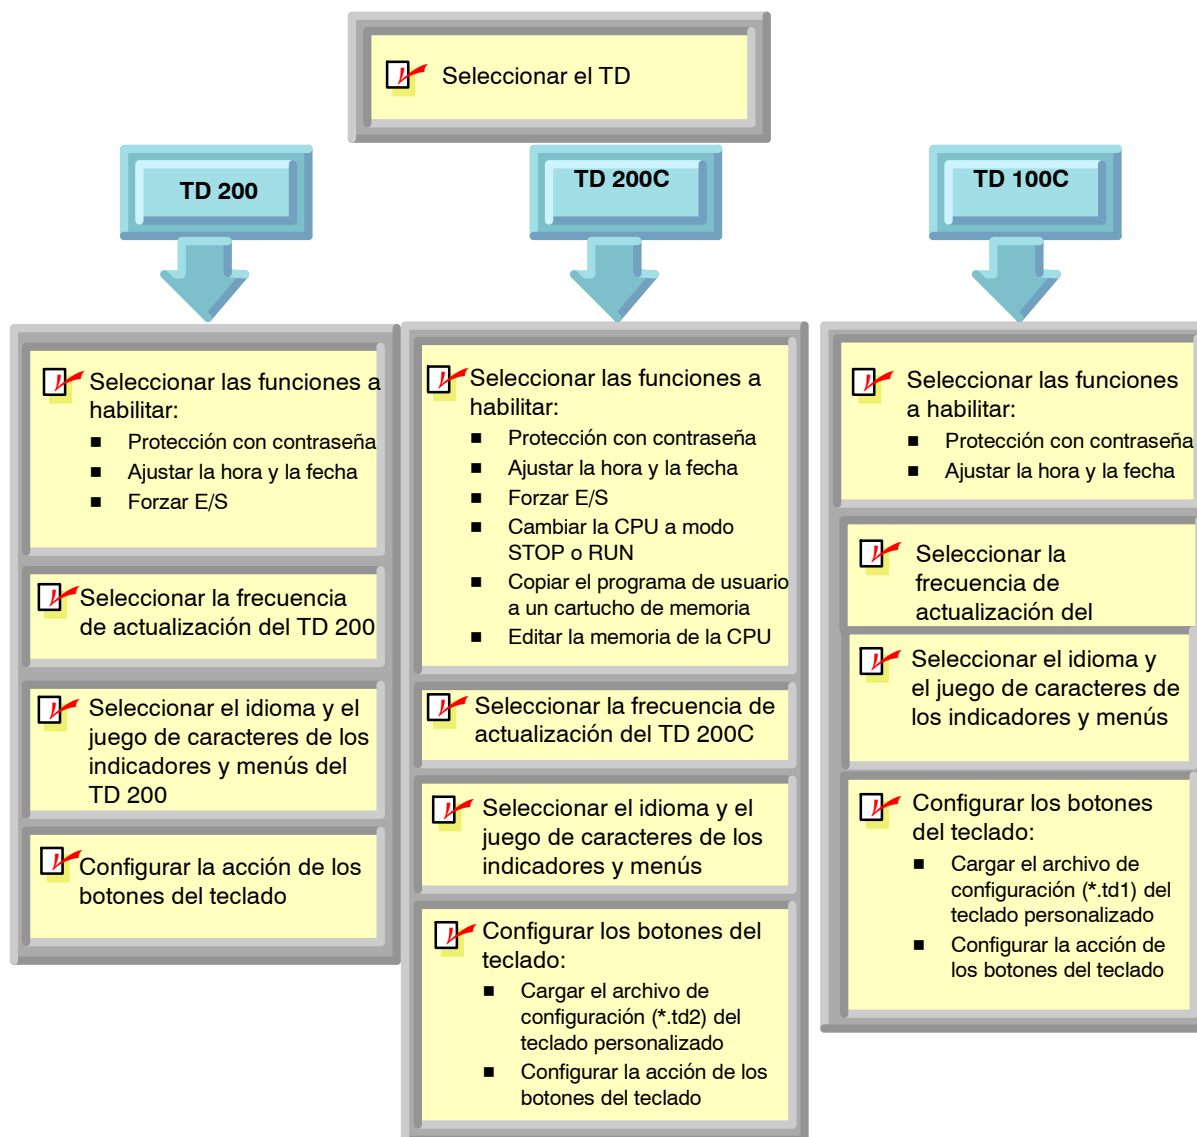 Seleccionar el TD
TD 200
Seleccionar las funciones a
habilitar:
■ Protección con contraseña
■ Ajustar la hora y la fecha
■ Forzar E/S
Seleccionar la frecuencia
de actualización del TD 200
Seleccionar el idioma y el
juego de caracteres de los
indicadores y menús del
TD 200
Configurar la acción de los
botones del teclado
TD 200C
Seleccionar las funciones a
habilitar:
■ Protección con contraseña
■ Ajustar la hora y la fecha
■ Forzar E/S
■ Cambiar la CPU a modo
STOP o RUN
■ Copiar el programa de usuario
a un cartucho de memoria
■ Editar la memoria de la CPU
Seleccionar la frecuencia de
actualización del TD 200C
Seleccionar el idioma y el
juego de caracteres de los
indicadores y menús
Configurar los botones del
teclado:
■ Cargar el archivo de
configuración (*.td2) del
teclado personalizado
■ Configurar la acción de los
botones del teclado
TD 100C
Seleccionar las funciones
a habilitar:
■ Protección con contraseña
■ Ajustar la hora y la fecha
Seleccionar la
frecuencia de
actualización del
Seleccionar el idioma y
el juego de caracteres de
los indicadores y menús
Configurar los botones
del teclado:
■ Cargar el archivo de
configuración (*.td1) del
teclado personalizado
■ Configurar la acción de
los botones del teclado